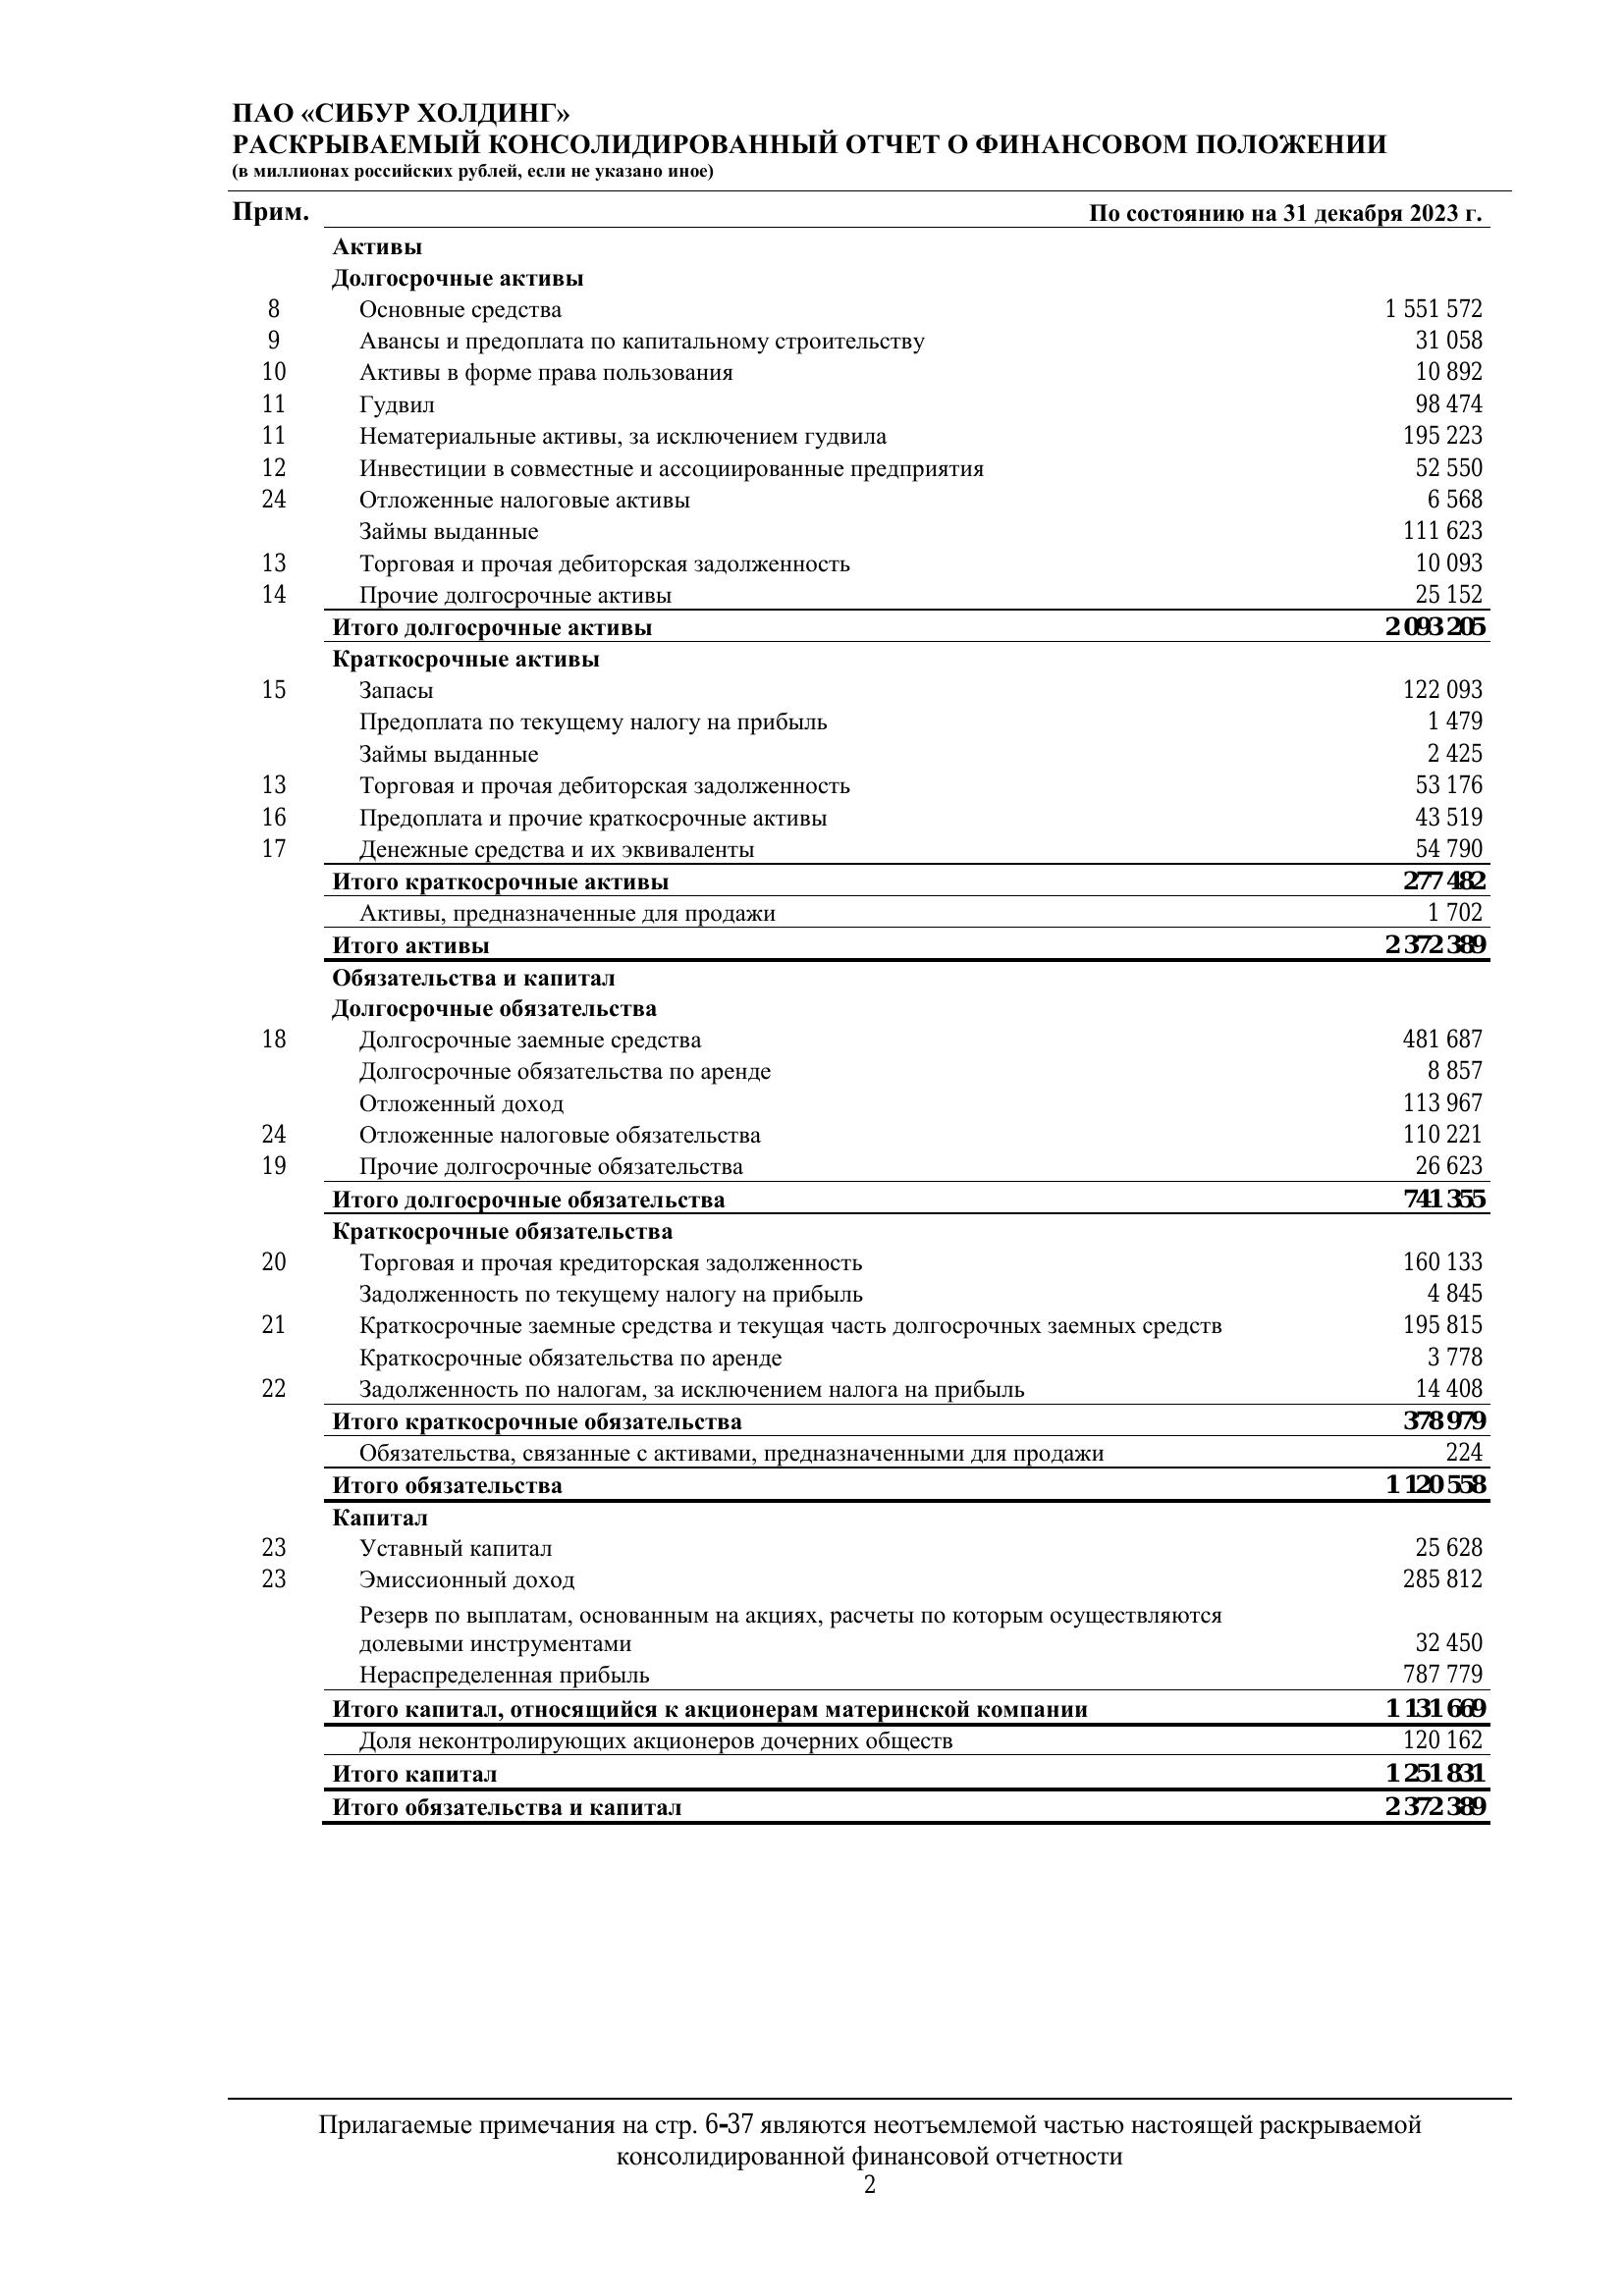 ПАО «СИБУР ХОЛДИНГ»
РАСКРЫВАЕМЫЙ КОНСОЛИДИРОВАННЫЙ ОТЧЕТ О ФИНАНСОВОМ ПОЛОЖЕНИИ
(в миллионах российских рублей, если не указано иное)
Прим. По состоянию на 31 декабря 2023 г.
Активы
Долгосрочные активы
8 Основные средства 1 551 572
9 Авансы и предоплата по капитальному строительству 31 058
10 Активы в форме права пользования 10 892
11 Гудвил 98 474
11 Нематериальные активы, за исключением гудвила 195 223
12 Инвестиции в совместные и ассоциированные предприятия 52 550
24 Отложенные налоговые активы 6 568
Займы выданные 111 623
13 Торговая и прочая дебиторская задолженность 10 093
14 Прочие долгосрочные активы 25 152
Итого долгосрочные активы 2 093 205
Краткосрочные активы
15 Запасы 122 093
Предоплата по текущему налогу на прибыль 1 479
Займы выданные 2 425
13 Торговая и прочая дебиторская задолженность 53 176
16 Предоплата и прочие краткосрочные активы 43 519
17 Денежные средства и их эквиваленты 54 790
Итого краткосрочные активы 277 482
Активы, предназначенные для продажи 1 702
Итого активы 2 372 389
Обязательства и капитал
Долгосрочные обязательства
18 Долгосрочные заемные средства 481 687
Долгосрочные обязательства по аренде 8 857
Отложенный доход 113 967
24 Отложенные налоговые обязательства 110 221
19 Прочие долгосрочные обязательства 26 623
Итого долгосрочные обязательства 741 355
Краткосрочные обязательства
20 Торговая и прочая кредиторская задолженность 160 133
Задолженность по текущему налогу на прибыль 4 845
21 Краткосрочные заемные средства и текущая часть долгосрочных заемных средств 195 815
Краткосрочные обязательства по аренде 3 778
22 Задолженность по налогам, за исключением налога на прибыль 14 408
Итого краткосрочные обязательства 378 979
Обязательства, связанные с активами, предназначенными для продажи 224
Итого обязательства 1 120 558
Капитал
23 Уставный капитал 25 628
23 Эмиссионный доход 285 812
Резерв по выплатам, основанным на акциях, расчеты по которым осуществляются
долевыми инструментами 32 450
Нераспределенная прибыль 787 779
Итого капитал, относящийся к акционерам материнской компании 1 131 669
Доля неконтролирующих акционеров дочерних обществ 120 162
Итого капитал 1 251 831
Итого обязательства и капитал 2 372 389
Прилагаемые примечания на стр. 6-37 являются неотъемлемой частью настоящей раскрываемой
консолидированной финансовой отчетности
2